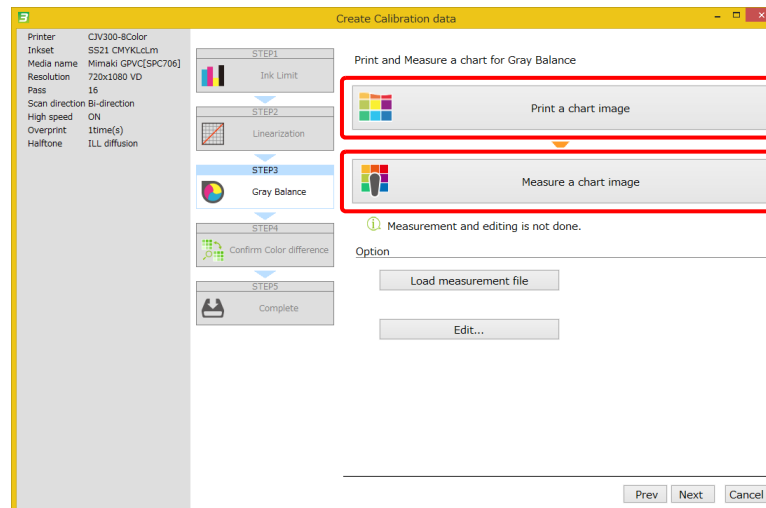 Create Calibration data
Printer CJV300-8Color
Inkset SS21 CMYKLcLm
Media name Mimaki GPVC[SPC706]
Resolution 720x1080 VD
Pass 16
Scan direction Bi-direction
High speed ON
Overprint 1time(s)
Halftone ILL diffusion
STEP1
Ink Limit
STEP2
Linearization
STEP3
Gray Balance
STEP4
Confirm Color difference
STEP5
Complete
Print and Measure a chart for Gray Balance
Print a chart image
Measure a chart image
Measurement and editing is not done.
Option
Load measurement file
Edit...
Prev Next Cancel